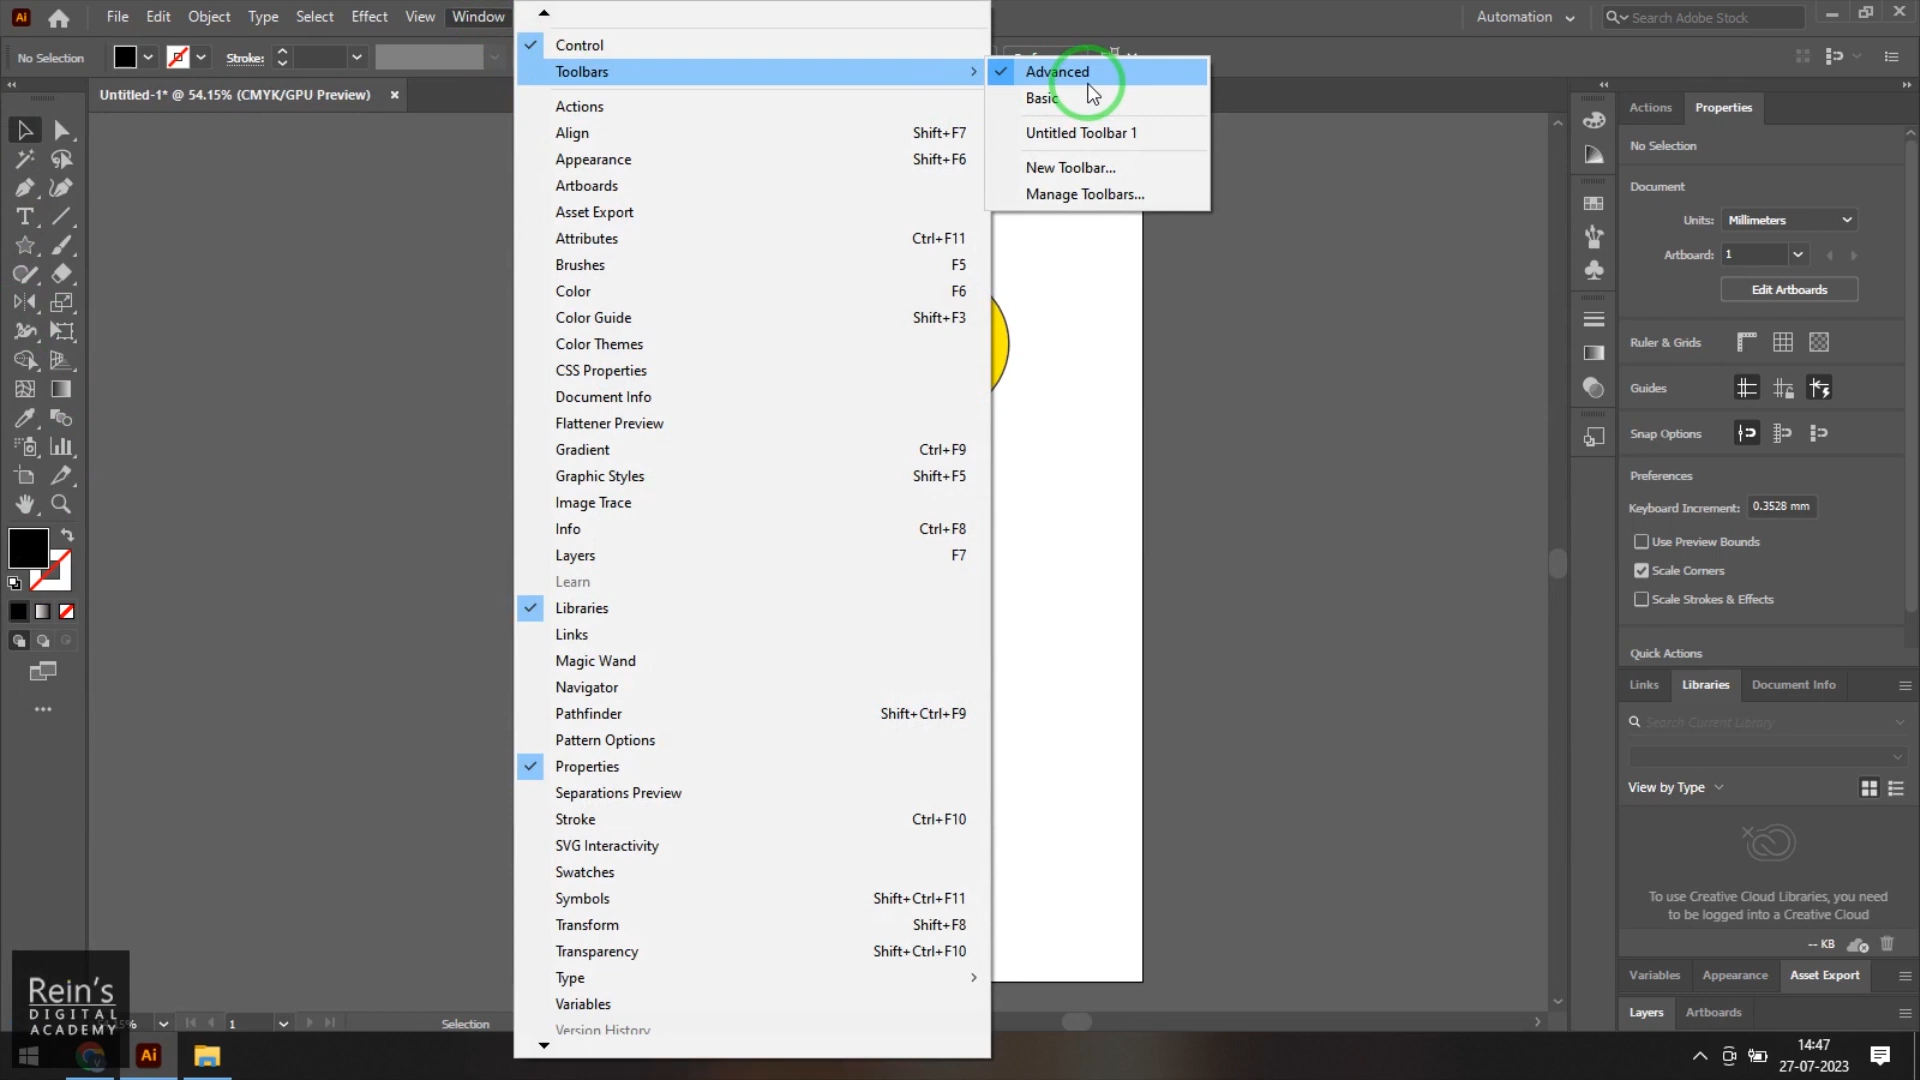 Ai File Edit Object Type Select Effect View Window
Automation
Search Adobe Stock
No Selection
Stroke:
Untitled-1* @ 54.15% (CMYK/GPU Preview) ×
Control
Toolbars
Actions
Align Shift+F7
Appearance Shift+F6
Artboards
Asset Export
Attributes Ctrl+F11
Brushes F5
Color F6
Color Guide Shift+F3
Color Themes
CSS Properties
Document Info
Flattener Preview
Gradient Ctrl+F9
Graphic Styles Shift+F5
Image Trace
Info Ctrl+F8
Layers F7
Learn
Libraries
Links
Magic Wand
Navigator
Pathfinder Shift+Ctrl+F9
Pattern Options
Properties
Separations Preview
Stroke Ctrl+F10
SVG Interactivity
Swatches
Symbols Shift+Ctrl+F11
Transform Shift+F8
Transparency Shift+Ctrl+F10
Type
Variables
Version History
Advanced
Basic
Untitled Toolbar 1
New Toolbar...
Manage Toolbars...
Actions Properties
No Selection
Document
Units: Millimeters
Artboard: 1
Edit Artboards
Ruler & Grids
Guides
Snap Options
Preferences
Keyboard Increment: 0.3528 mm
Use Preview Bounds
Scale Corners
Scale Strokes & Effects
Quick Actions
Links Libraries Document Info
Search Current Library
View by Type
To use Creative Cloud Libraries, you need
to be logged into a Creative Cloud
-- KB
Variables Appearance Asset Export
Layers Artboards
Rein's
DIGITAL
ACADEMY
1
Selection
Ai
14:47
27-07-2023